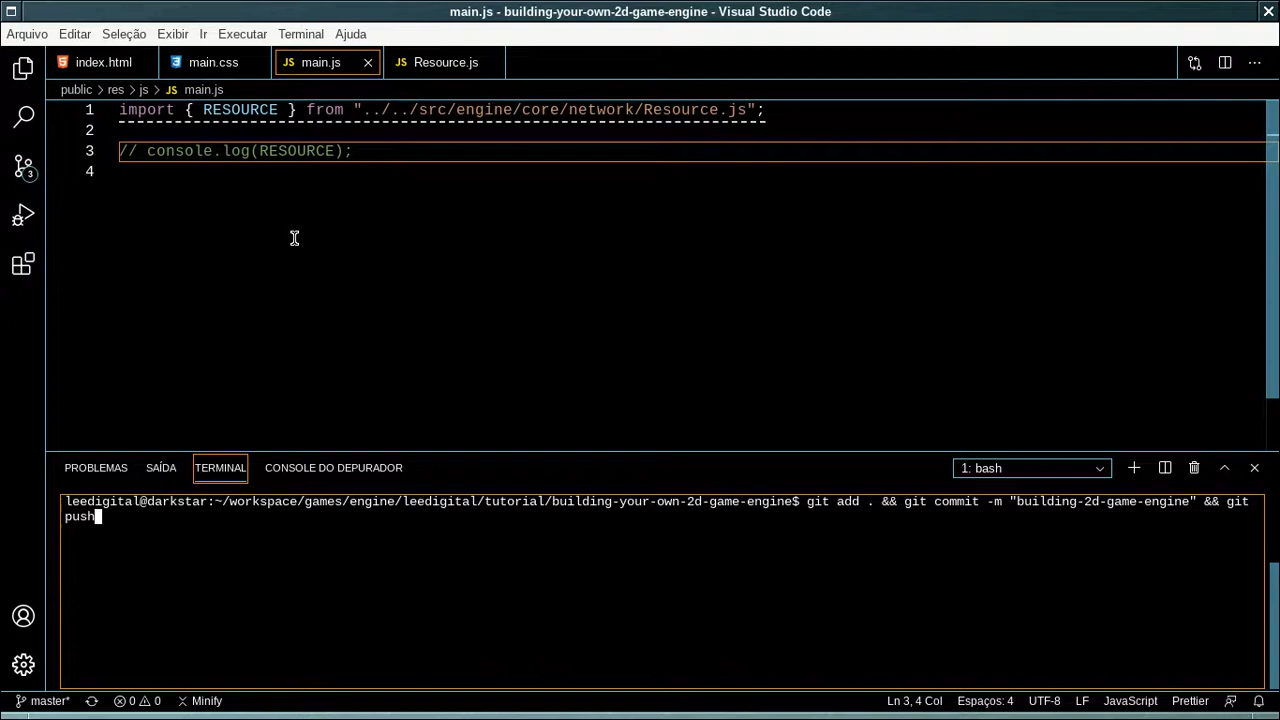 main.js - building-your-own-2d-game-engine - Visual Studio Code
Arquivo Editar Seleção Exibir Ir Executar Terminal Ajuda
index.html main.css JS main.js JS Resource.js
public > res > js > JS main.js
1 import { RESOURCE } from "../../src/engine/core/network/Resource.js";
2
3 // console.log(RESOURCE);
4
3
PROBLEMAS SAÍDA TERMINAL CONSOLE DO DEPURADOR 1: bash
leedigital@darkstar:~/workspace/games/engine/leedigital/tutorial/building-your-own-2d-game-engine$ git add . && git commit -m "building-2d-game-engine" && git
push
master* 0 0 Minify Ln 3, 4 Col Espaços: 4 UTF-8 LF JavaScript Prettier